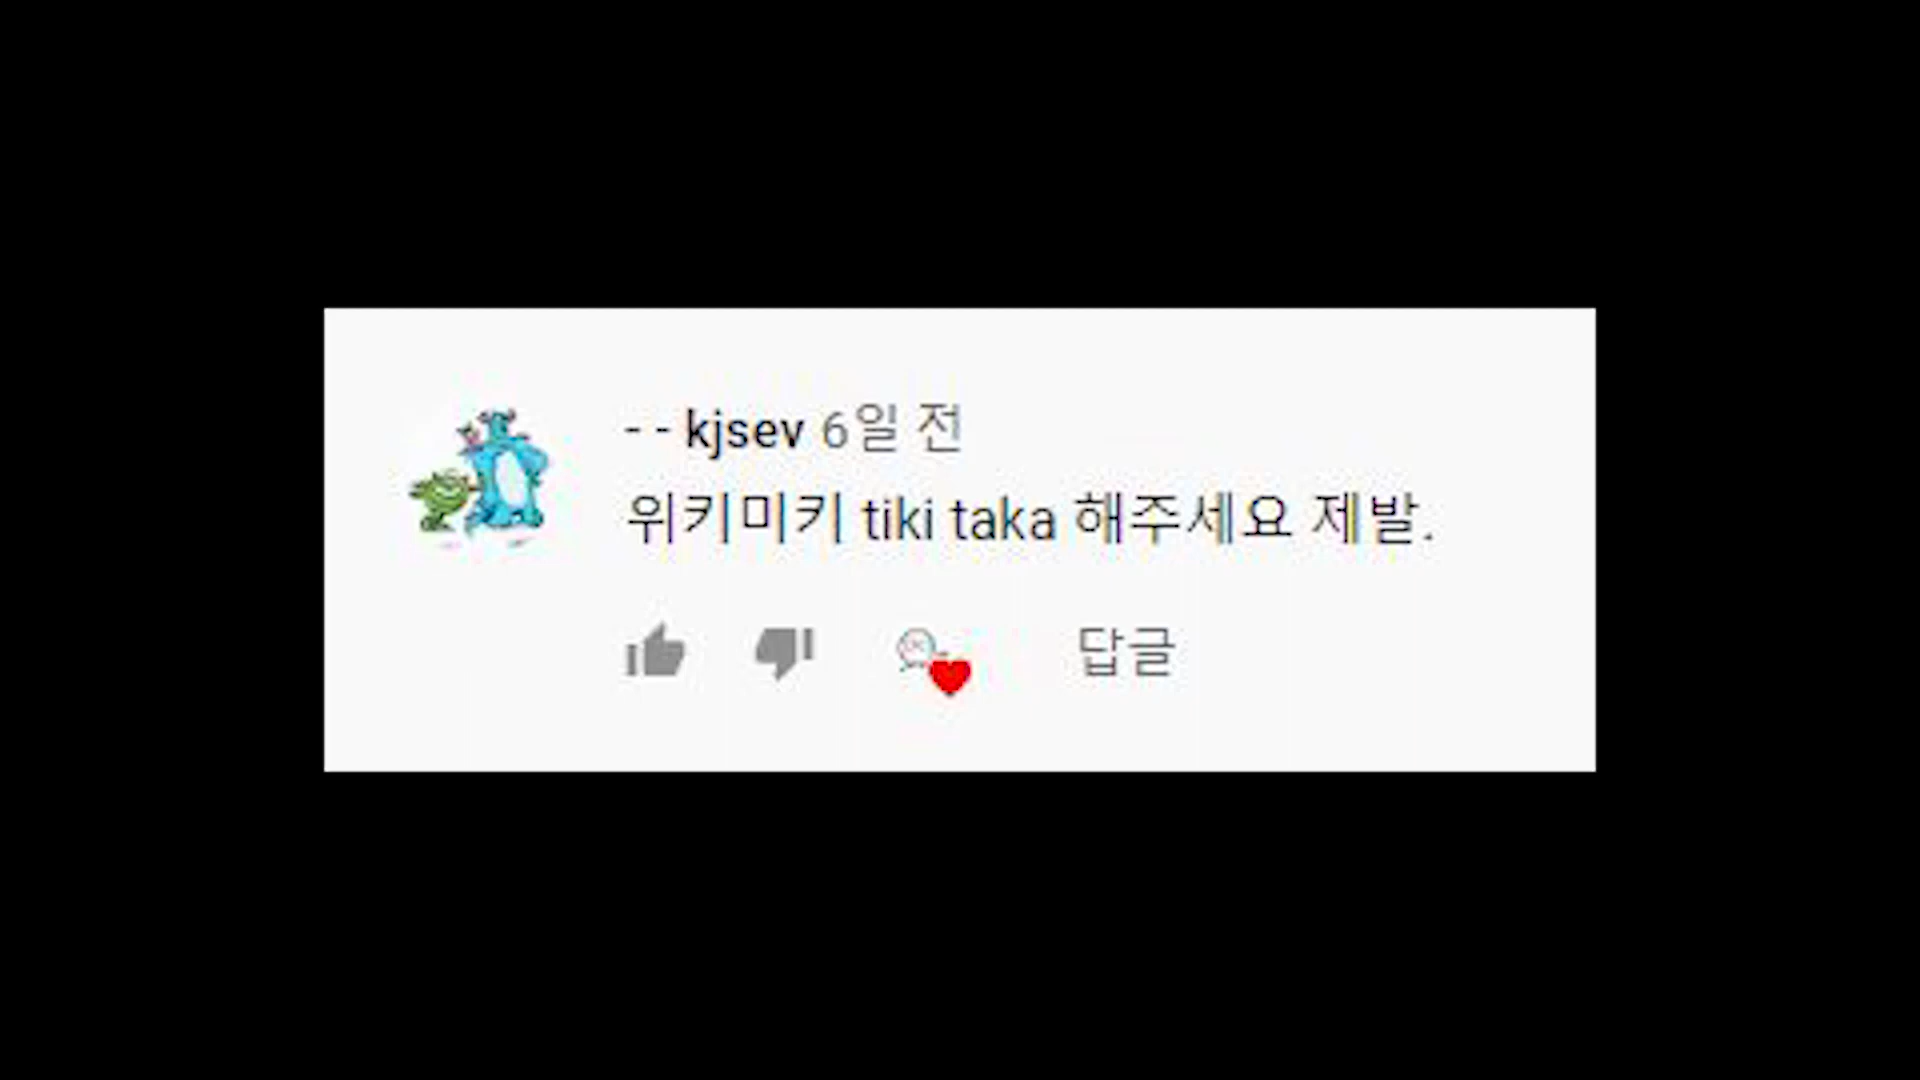 - - kjsev 6일 전
위키미키 tiki taka 해주세요 제발.
답글